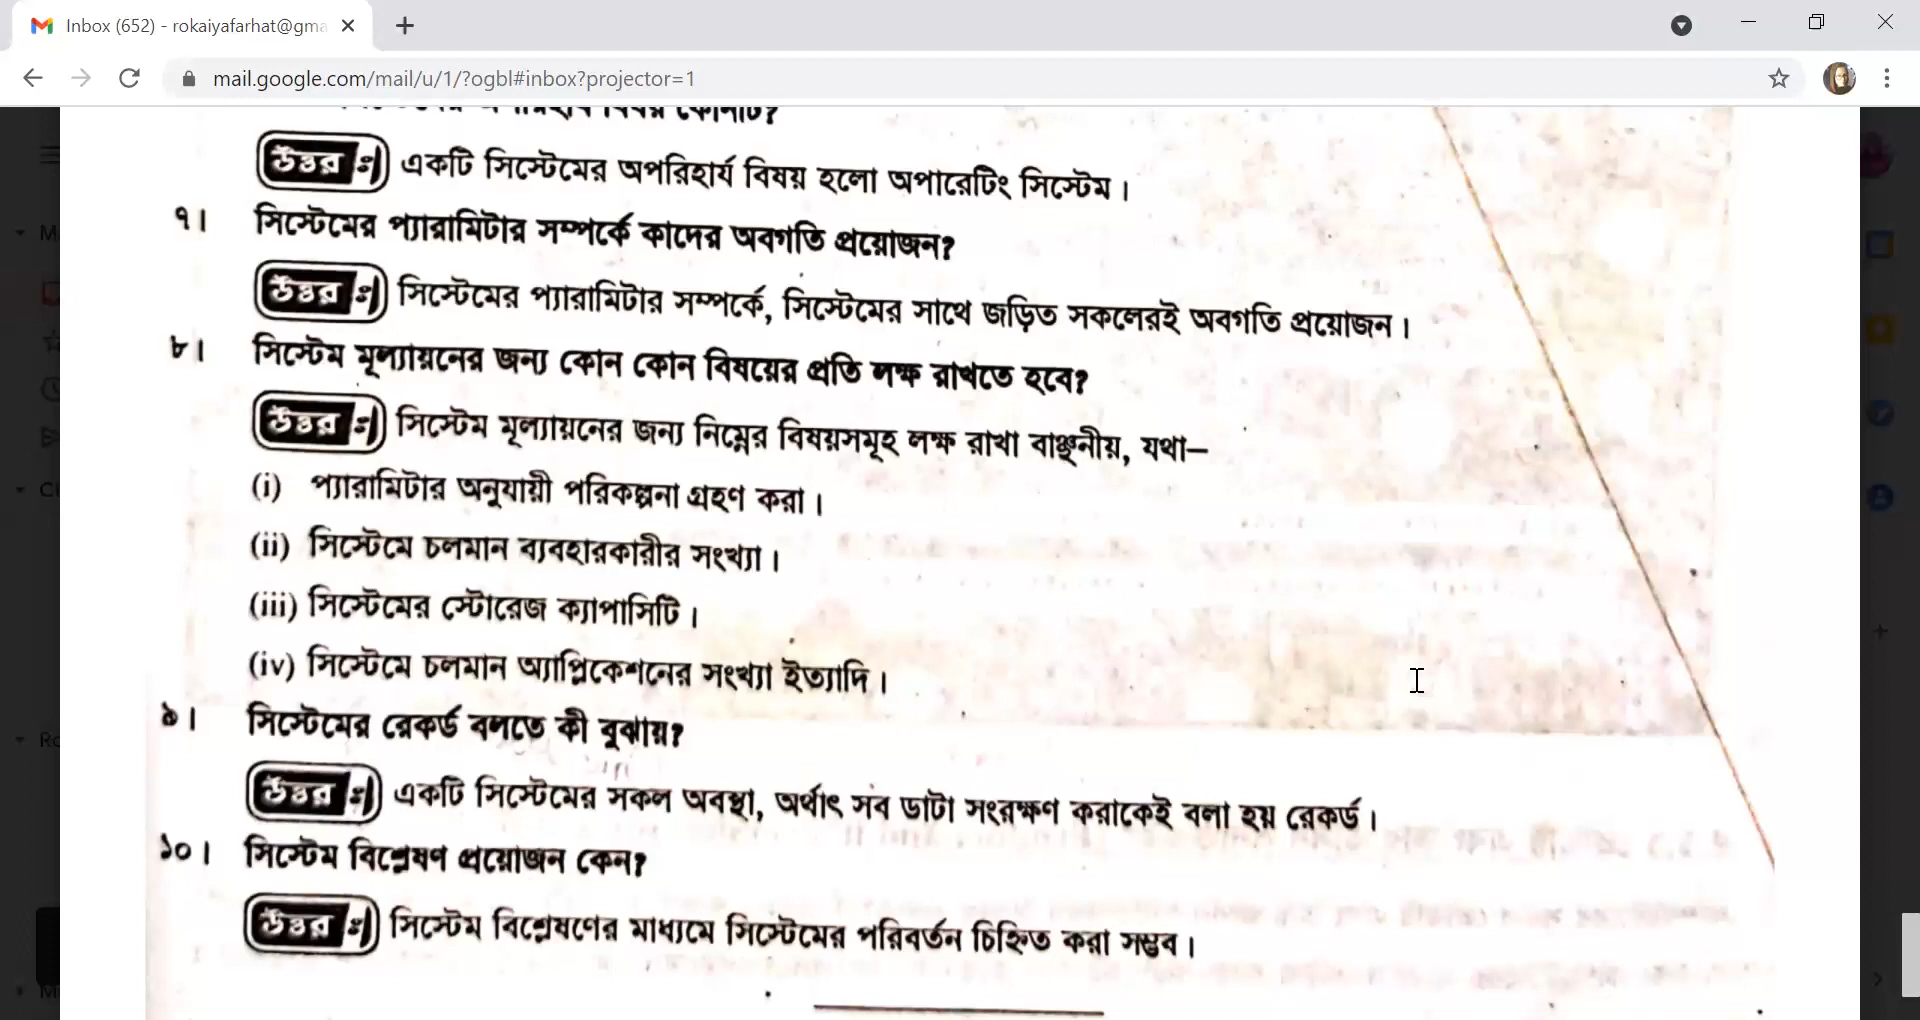 Inbox (652) - rokaiyafarhat@gma
mail.google.com/mail/u/1/?ogbl#inbox?projector=1
বিষয় কোনটি?
উত্তর ঃ একটি সিস্টেমের অপরিহার্য বিষয় হলো অপারেটিং সিস্টেম।
৭। সিস্টেমের প্যারামিটার সম্পর্কে কাদের অবগতি প্রয়োজন?
উত্তর ঃ সিস্টেমের প্যারামিটার সম্পর্কে, সিস্টেমের সাথে জড়িত সকলেরই অবগতি প্রয়োজন।
৮। সিস্টেম মূল্যায়নের জন্য কোন কোন বিষয়ের প্রতি লক্ষ রাখতে হবে?
উত্তর ঃ সিস্টেম মূল্যায়নের জন্য নিম্নের বিষয়সমূহ লক্ষ রাখা বাঞ্ছনীয়, যথা—
(i) প্যারামিটার অনুযায়ী পরিকল্পনা গ্রহণ করা।
(ii) সিস্টেমে চলমান ব্যবহারকারীর সংখ্যা।
(iii) সিস্টেমের স্টোরেজ ক্যাপাসিটি।
(iv) সিস্টেমে চলমান অ্যাপ্লিকেশনের সংখ্যা ইত্যাদি।
৯। সিস্টেমের রেকর্ড বলতে কী বুঝায়?
উত্তর ঃ একটি সিস্টেমের সকল অবস্থা, অর্থাৎ সব ডাটা সংরক্ষণ করাকেই বলা হয় রেকর্ড।
১০। সিস্টেম বিশ্লেষণ প্রয়োজন কেন?
উত্তর ঃ সিস্টেম বিশ্লেষণের মাধ্যমে সিস্টেমের পরিবর্তন চিহ্নিত করা সম্ভব।